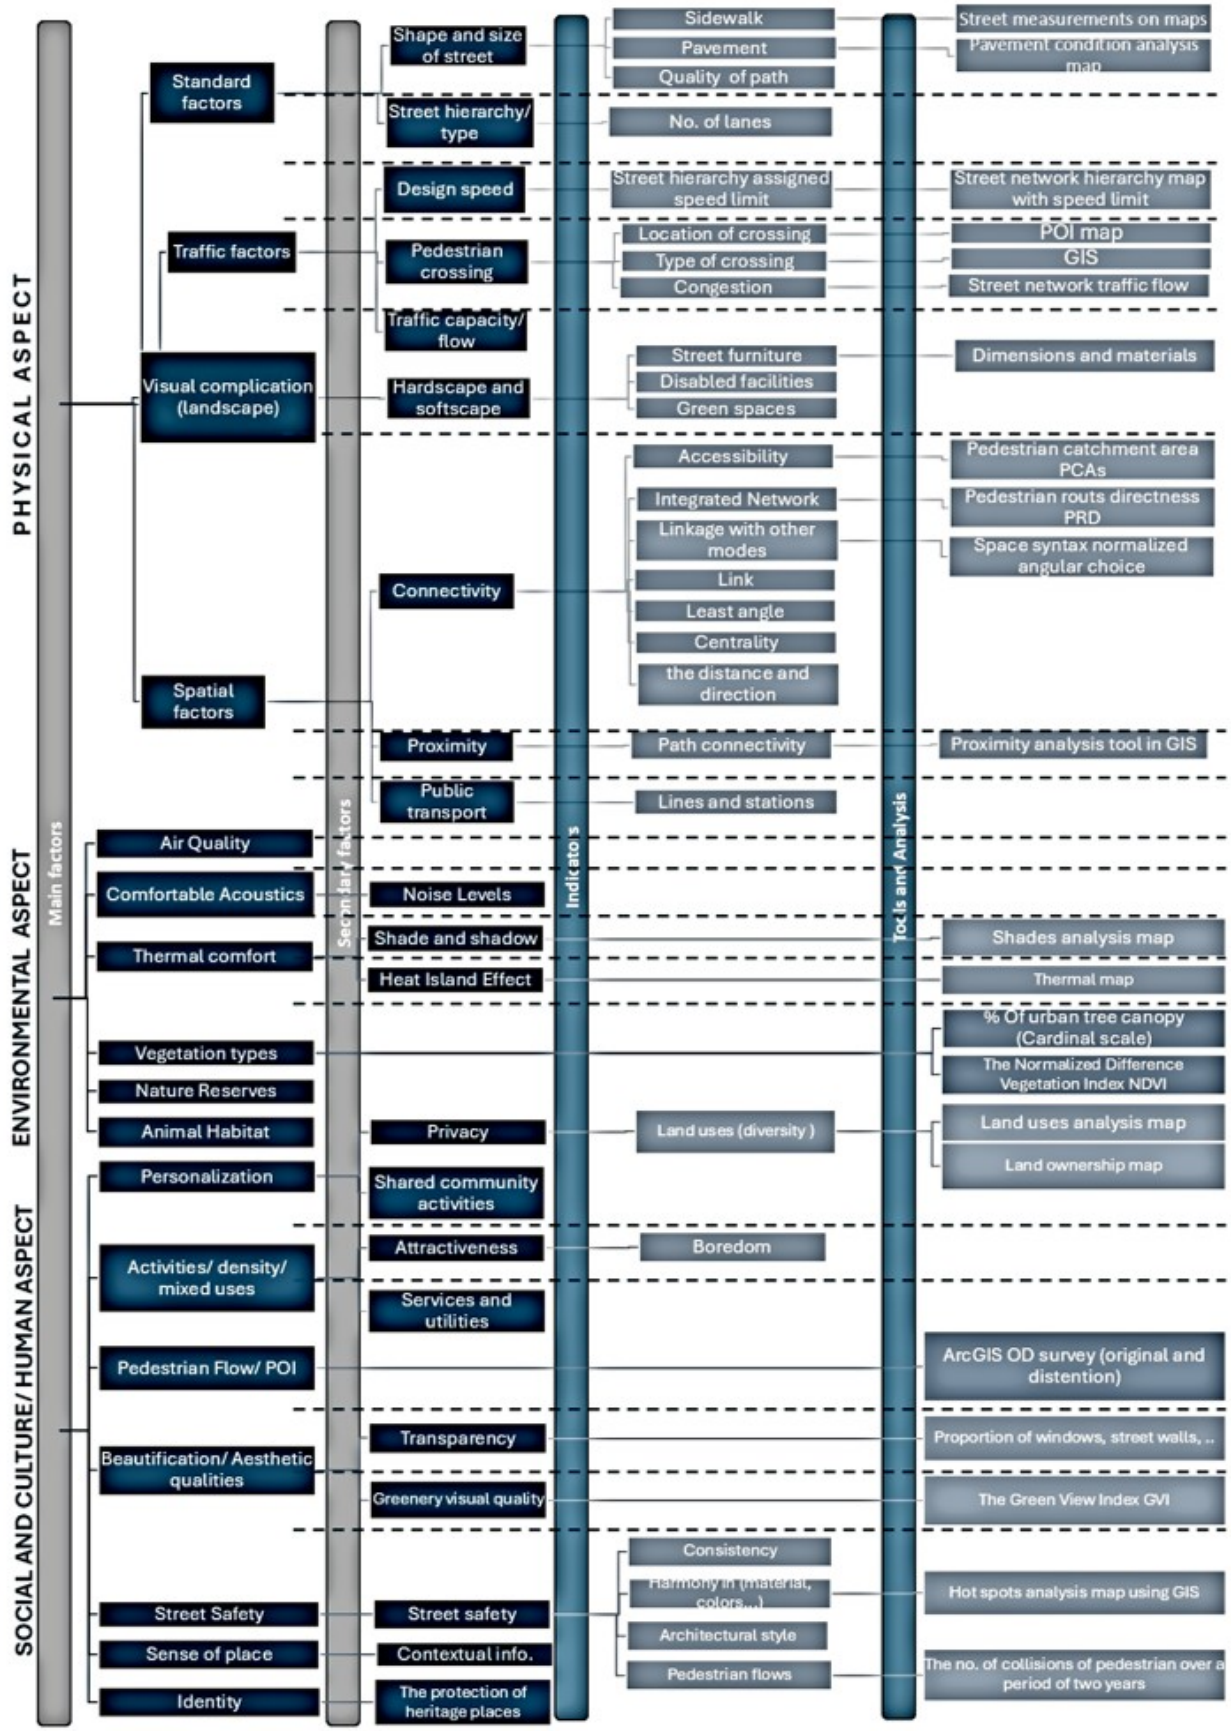 PHYSICAL ASPECT
ENVIRONMENTAL ASPECT
SOCIAL AND CULTURE/ HUMAN ASPECT
Main factors
Secondary factors
Indicators
Tools and Analysis
Standard
factors
Shape and size
of street
Sidewalk
Street measurements on maps
Pavement
Pavement condition analysis
map
Quality of path
Street hierarchy/
type
No. of lanes
Traffic factors
Design speed
Street hierarchy assigned
speed limit
Street network hierarchy map
with speed limit
Pedestrian
crossing
Location of crossing
POI map
Type of crossing
GIS
Congestion
Street network traffic flow
Traffic capacity/
flow
Visual complication
(landscape)
Hardscape and
softscape
Street furniture
Dimensions and materials
Disabled facilities
Green spaces
Spatial
factors
Connectivity
Accessibility
Pedestrian catchment area
PCAs
Integrated Network
Pedestrian routs directness
PRD
Linkage with other
modes
Space syntax normalized
angular choice
Link
Least angle
Centrality
the distance and
direction
Proximity
Path connectivity
Proximity analysis tool in GIS
Public
transport
Lines and stations
Air Quality
Comfortable Acoustics
Noise Levels
Thermal comfort
Shade and shadow
Shades analysis map
Heat Island Effect
Thermal map
Vegetation types
% Of urban tree canopy
(Cardinal scale)
The Normalized Difference
Vegetation Index NDVI
Nature Reserves
Animal Habitat
Privacy
Land uses (diversity )
Land uses analysis map
Land ownership map
Personalization
Shared community
activities
Activities/ density/
mixed uses
Attractiveness
Boredom
Services and
utilities
Pedestrian Flow/ POI
ArcGIS OD survey (original and
distention)
Beautification/ Aesthetic
qualities
Transparency
Proportion of windows, street walls, ..
Greenery visual quality
The Green View Index GVI
Street Safety
Street safety
Consistency
Harmony in (material,
colors...)
Hot spots analysis map using GIS
Architectural style
Pedestrian flows
The no. of collisions of pedestrian over a
period of two years
Sense of place
Contextual info.
Identity
The protection of
heritage places